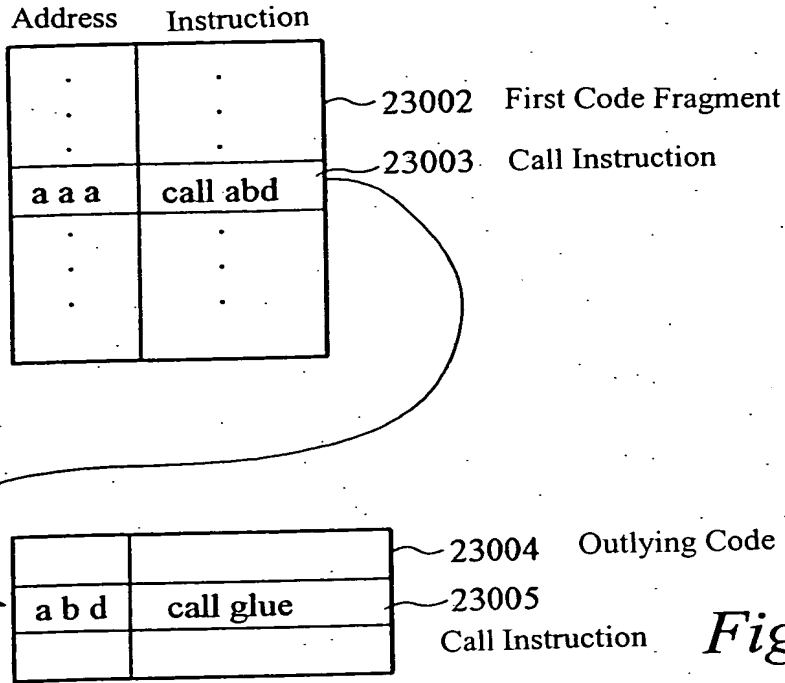 Address Instruction
23002 First Code Fragment
23003 Call Instruction
a a a call abd
23004 Outlying Code
a b d call glue 23005
Call Instruction Fig